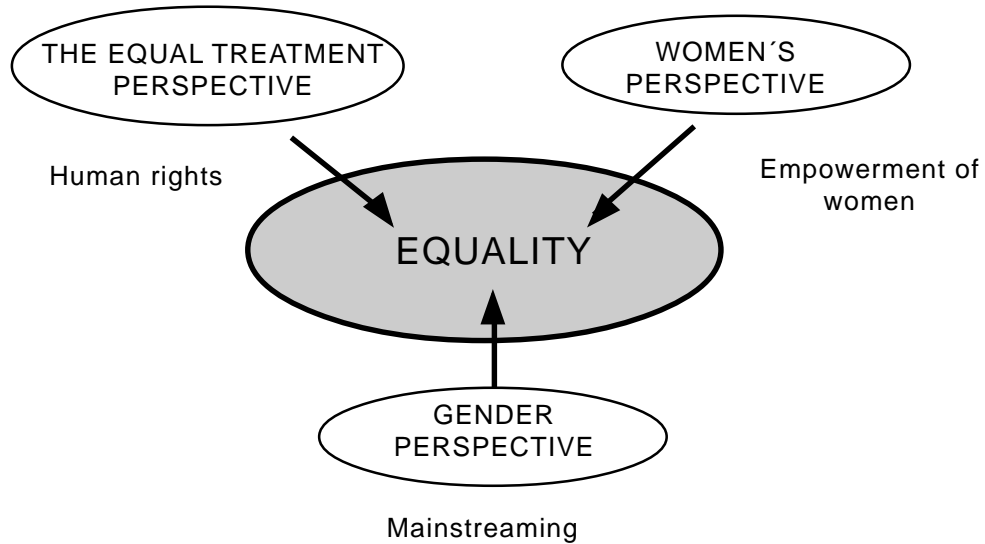 THE EQUAL TREATMENT
PERSPECTIVE
WOMEN´S
PERSPECTIVE
Human rights
Empowerment of
women
EQUALITY
GENDER
PERSPECTIVE
Mainstreaming